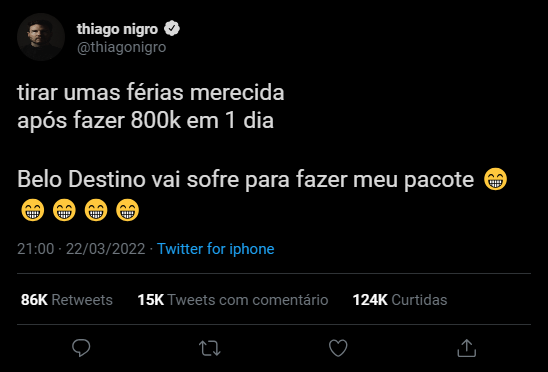 thiago nigro
@thiagonigro
tirar umas férias merecida
após fazer 800k em 1 dia
Belo Destino vai sofre para fazer meu pacote 😁
😁 😁 😁 😁
21:00 · 22/03/2022 · Twitter for iphone
86K Retweets 15K Tweets com comentário 124K Curtidas